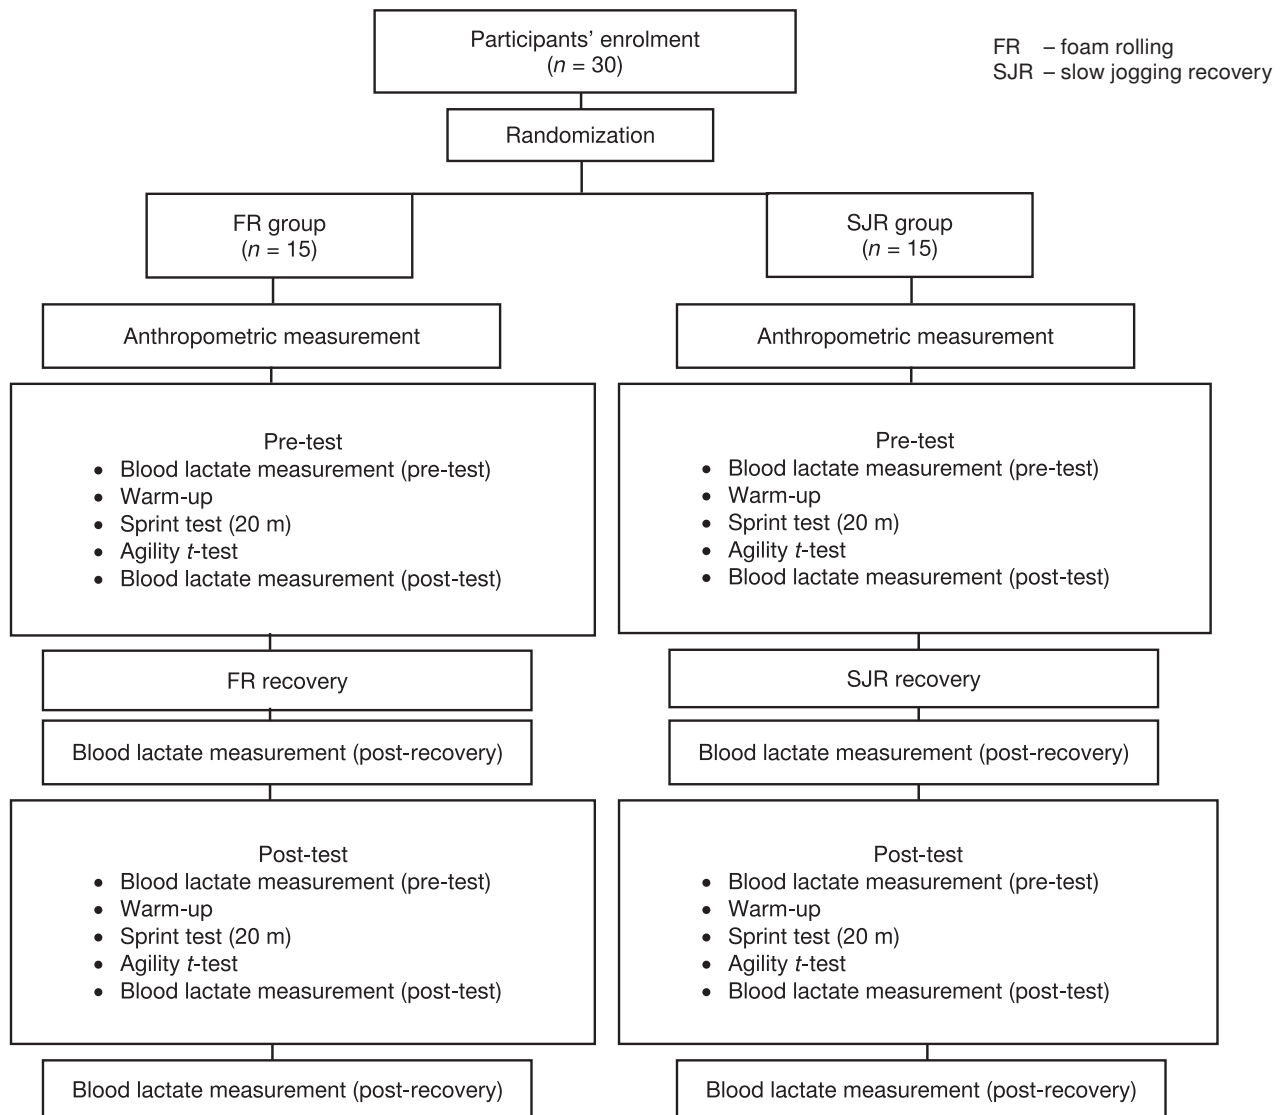 Participants’ enrolment
(n = 30)
FR – foam rolling
SJR – slow jogging recovery
Randomization
FR group
(n = 15)
SJR group
(n = 15)
Anthropometric measurement
Anthropometric measurement
Pre-test
• Blood lactate measurement (pre-test)
• Warm-up
• Sprint test (20 m)
• Agility t-test
• Blood lactate measurement (post-test)
Pre-test
• Blood lactate measurement (pre-test)
• Warm-up
• Sprint test (20 m)
• Agility t-test
• Blood lactate measurement (post-test)
FR recovery
SJR recovery
Blood lactate measurement (post-recovery)
Blood lactate measurement (post-recovery)
Post-test
• Blood lactate measurement (pre-test)
• Warm-up
• Sprint test (20 m)
• Agility t-test
• Blood lactate measurement (post-test)
Post-test
• Blood lactate measurement (pre-test)
• Warm-up
• Sprint test (20 m)
• Agility t-test
• Blood lactate measurement (post-test)
Blood lactate measurement (post-recovery)
Blood lactate measurement (post-recovery)